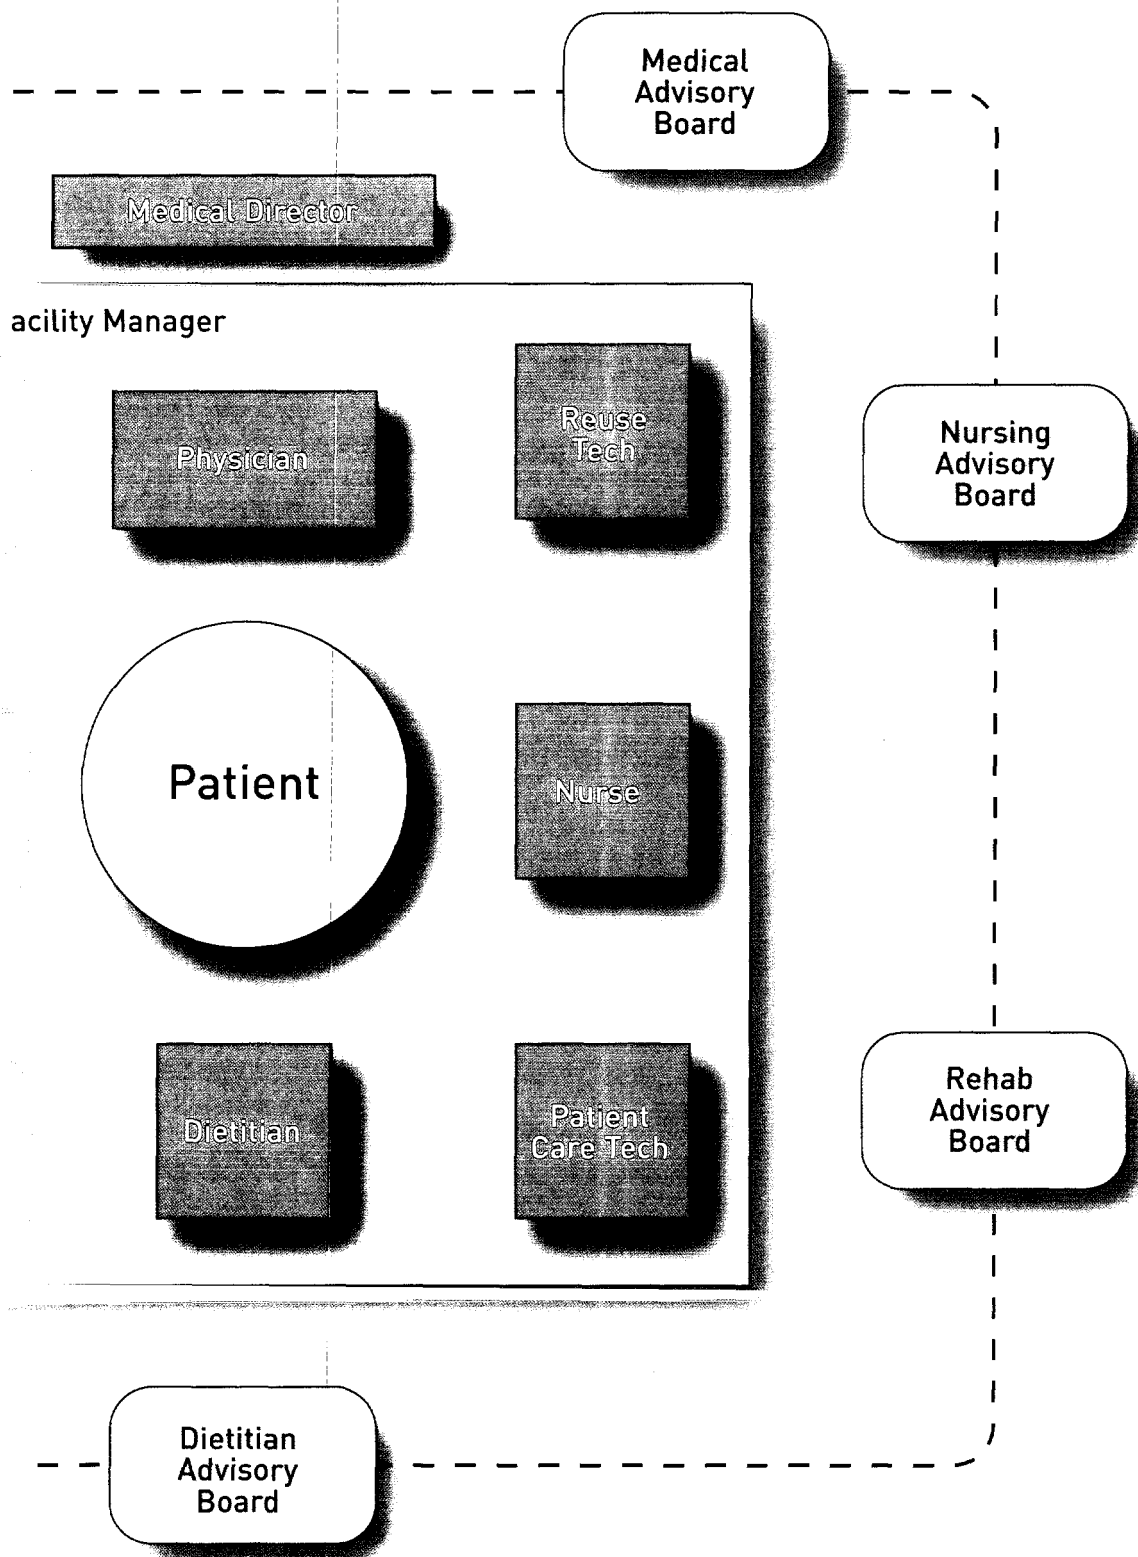 Medical
Advisory
Board
Medical Director
acility Manager
Physician
Reuse
Tech
Nursing
Advisory
Board
Patient
Nurse
Dietitian
Patient
Care Tech
Rehab
Advisory
Board
Dietitian
Advisory
Board